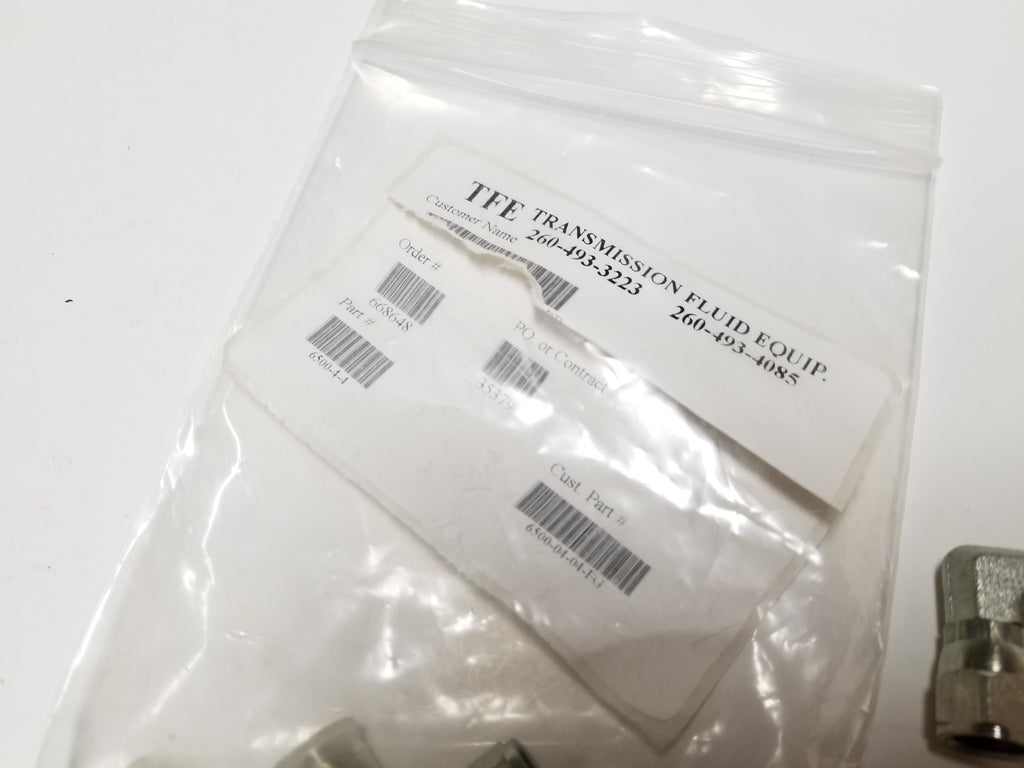 TFE TRANSMISSION FLUID EQUIP.
260-493-3223 260-493-4085
Customer Name
Order #
668648
PO. or Contract
35379
Part #
6500-4-4
Cust. Part #
6500-04-04-